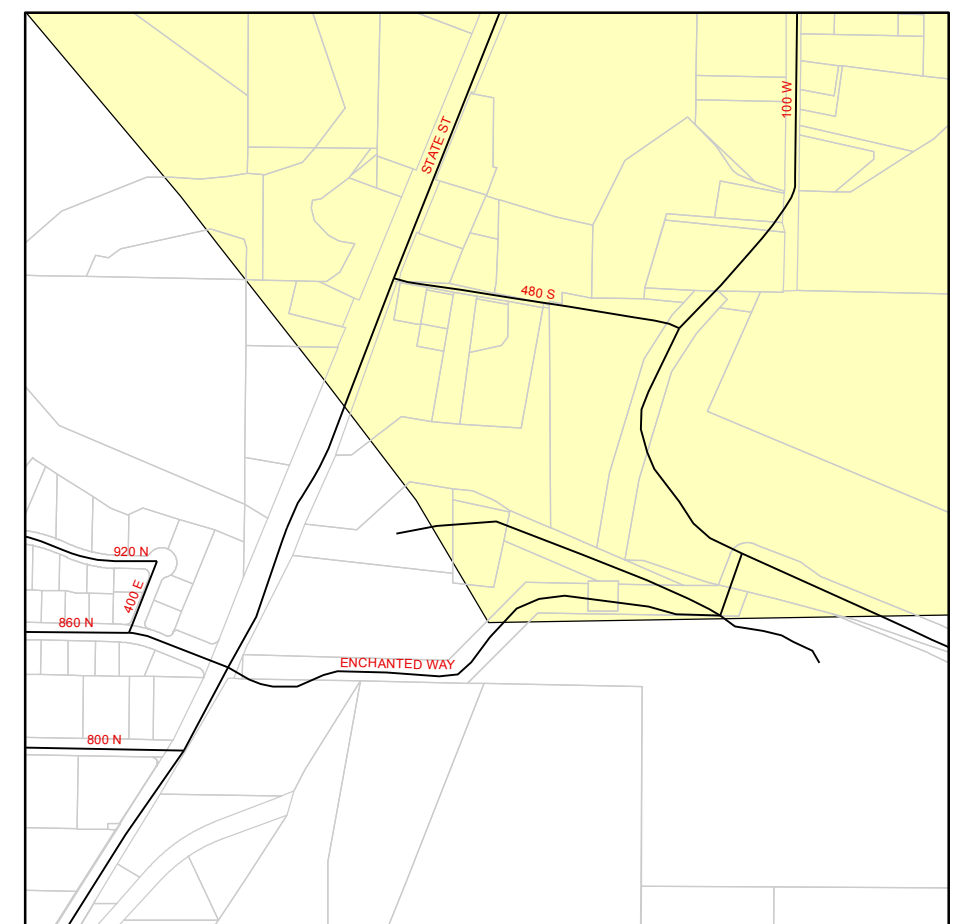 100 W
STATE ST
480 S
920 N
400 E
860 N
ENCHANTED WAY
800 N